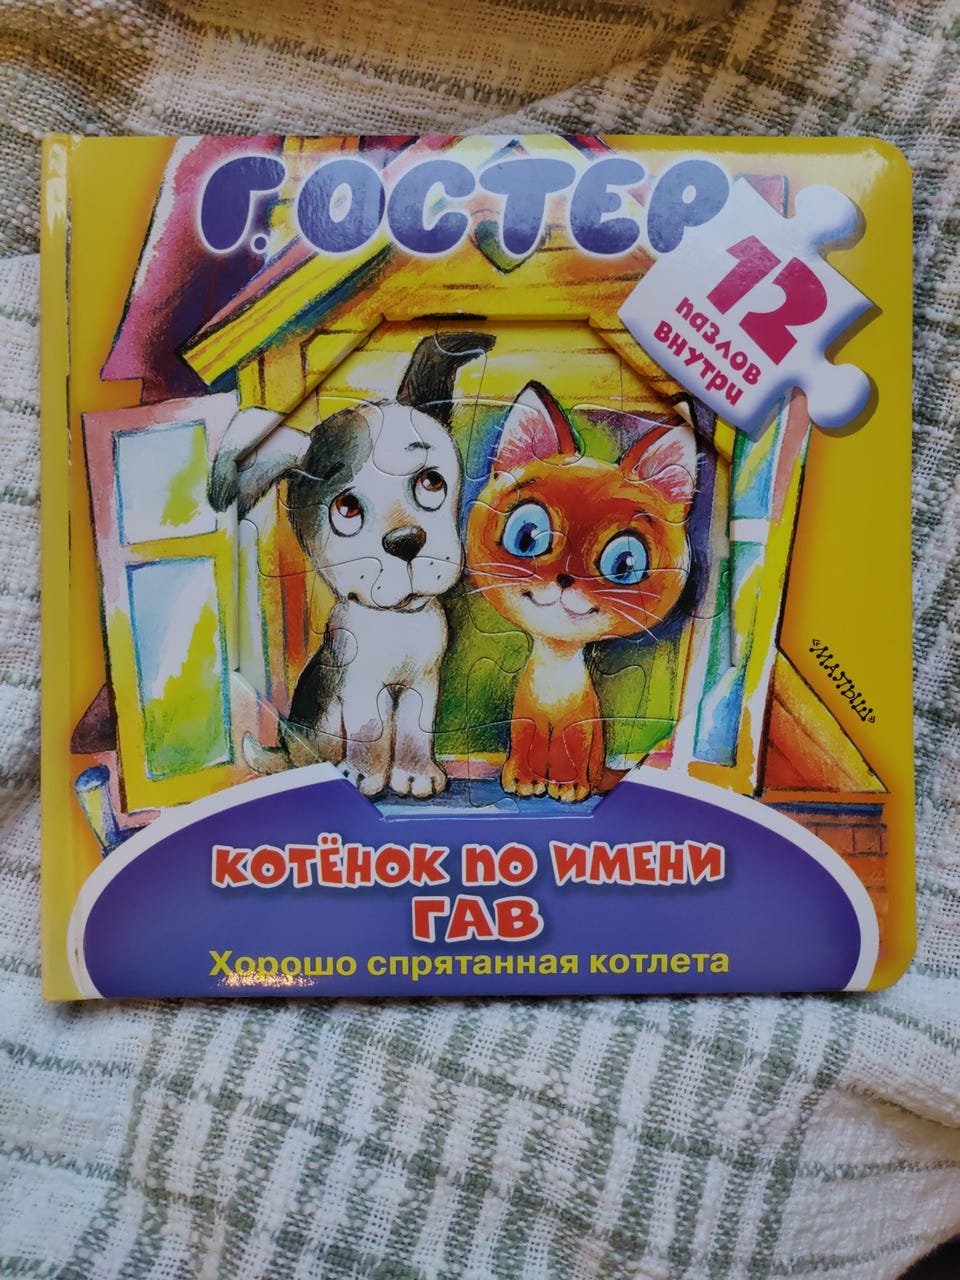 Г. ОСТЕР
12
пазлов
внутри
«МАЛЫШ»
КОТЁНОК ПО ИМЕНИ
ГАВ
Хорошо спрятанная котлета